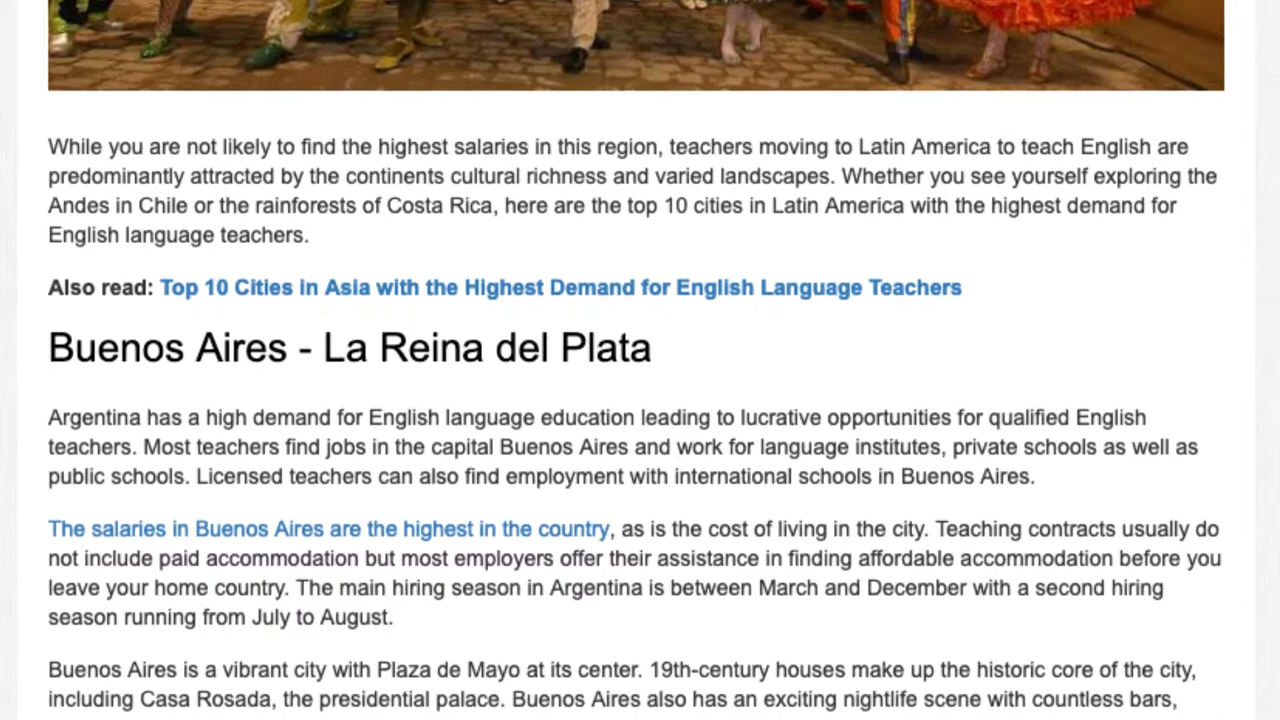 While you are not likely to find the highest salaries in this region, teachers moving to Latin America to teach English are
predominantly attracted by the continents cultural richness and varied landscapes. Whether you see yourself exploring the
Andes in Chile or the rainforests of Costa Rica, here are the top 10 cities in Latin America with the highest demand for
English language teachers.
Also read: Top 10 Cities in Asia with the Highest Demand for English Language Teachers
Buenos Aires - La Reina del Plata
Argentina has a high demand for English language education leading to lucrative opportunities for qualified English
teachers. Most teachers find jobs in the capital Buenos Aires and work for language institutes, private schools as well as
public schools. Licensed teachers can also find employment with international schools in Buenos Aires.
The salaries in Buenos Aires are the highest in the country, as is the cost of living in the city. Teaching contracts usually do
not include paid accommodation but most employers offer their assistance in finding affordable accommodation before you
leave your home country. The main hiring season in Argentina is between March and December with a second hiring
season running from July to August.
Buenos Aires is a vibrant city with Plaza de Mayo at its center. 19th-century houses make up the historic core of the city,
including Casa Rosada, the presidential palace. Buenos Aires also has an exciting nightlife scene with countless bars,